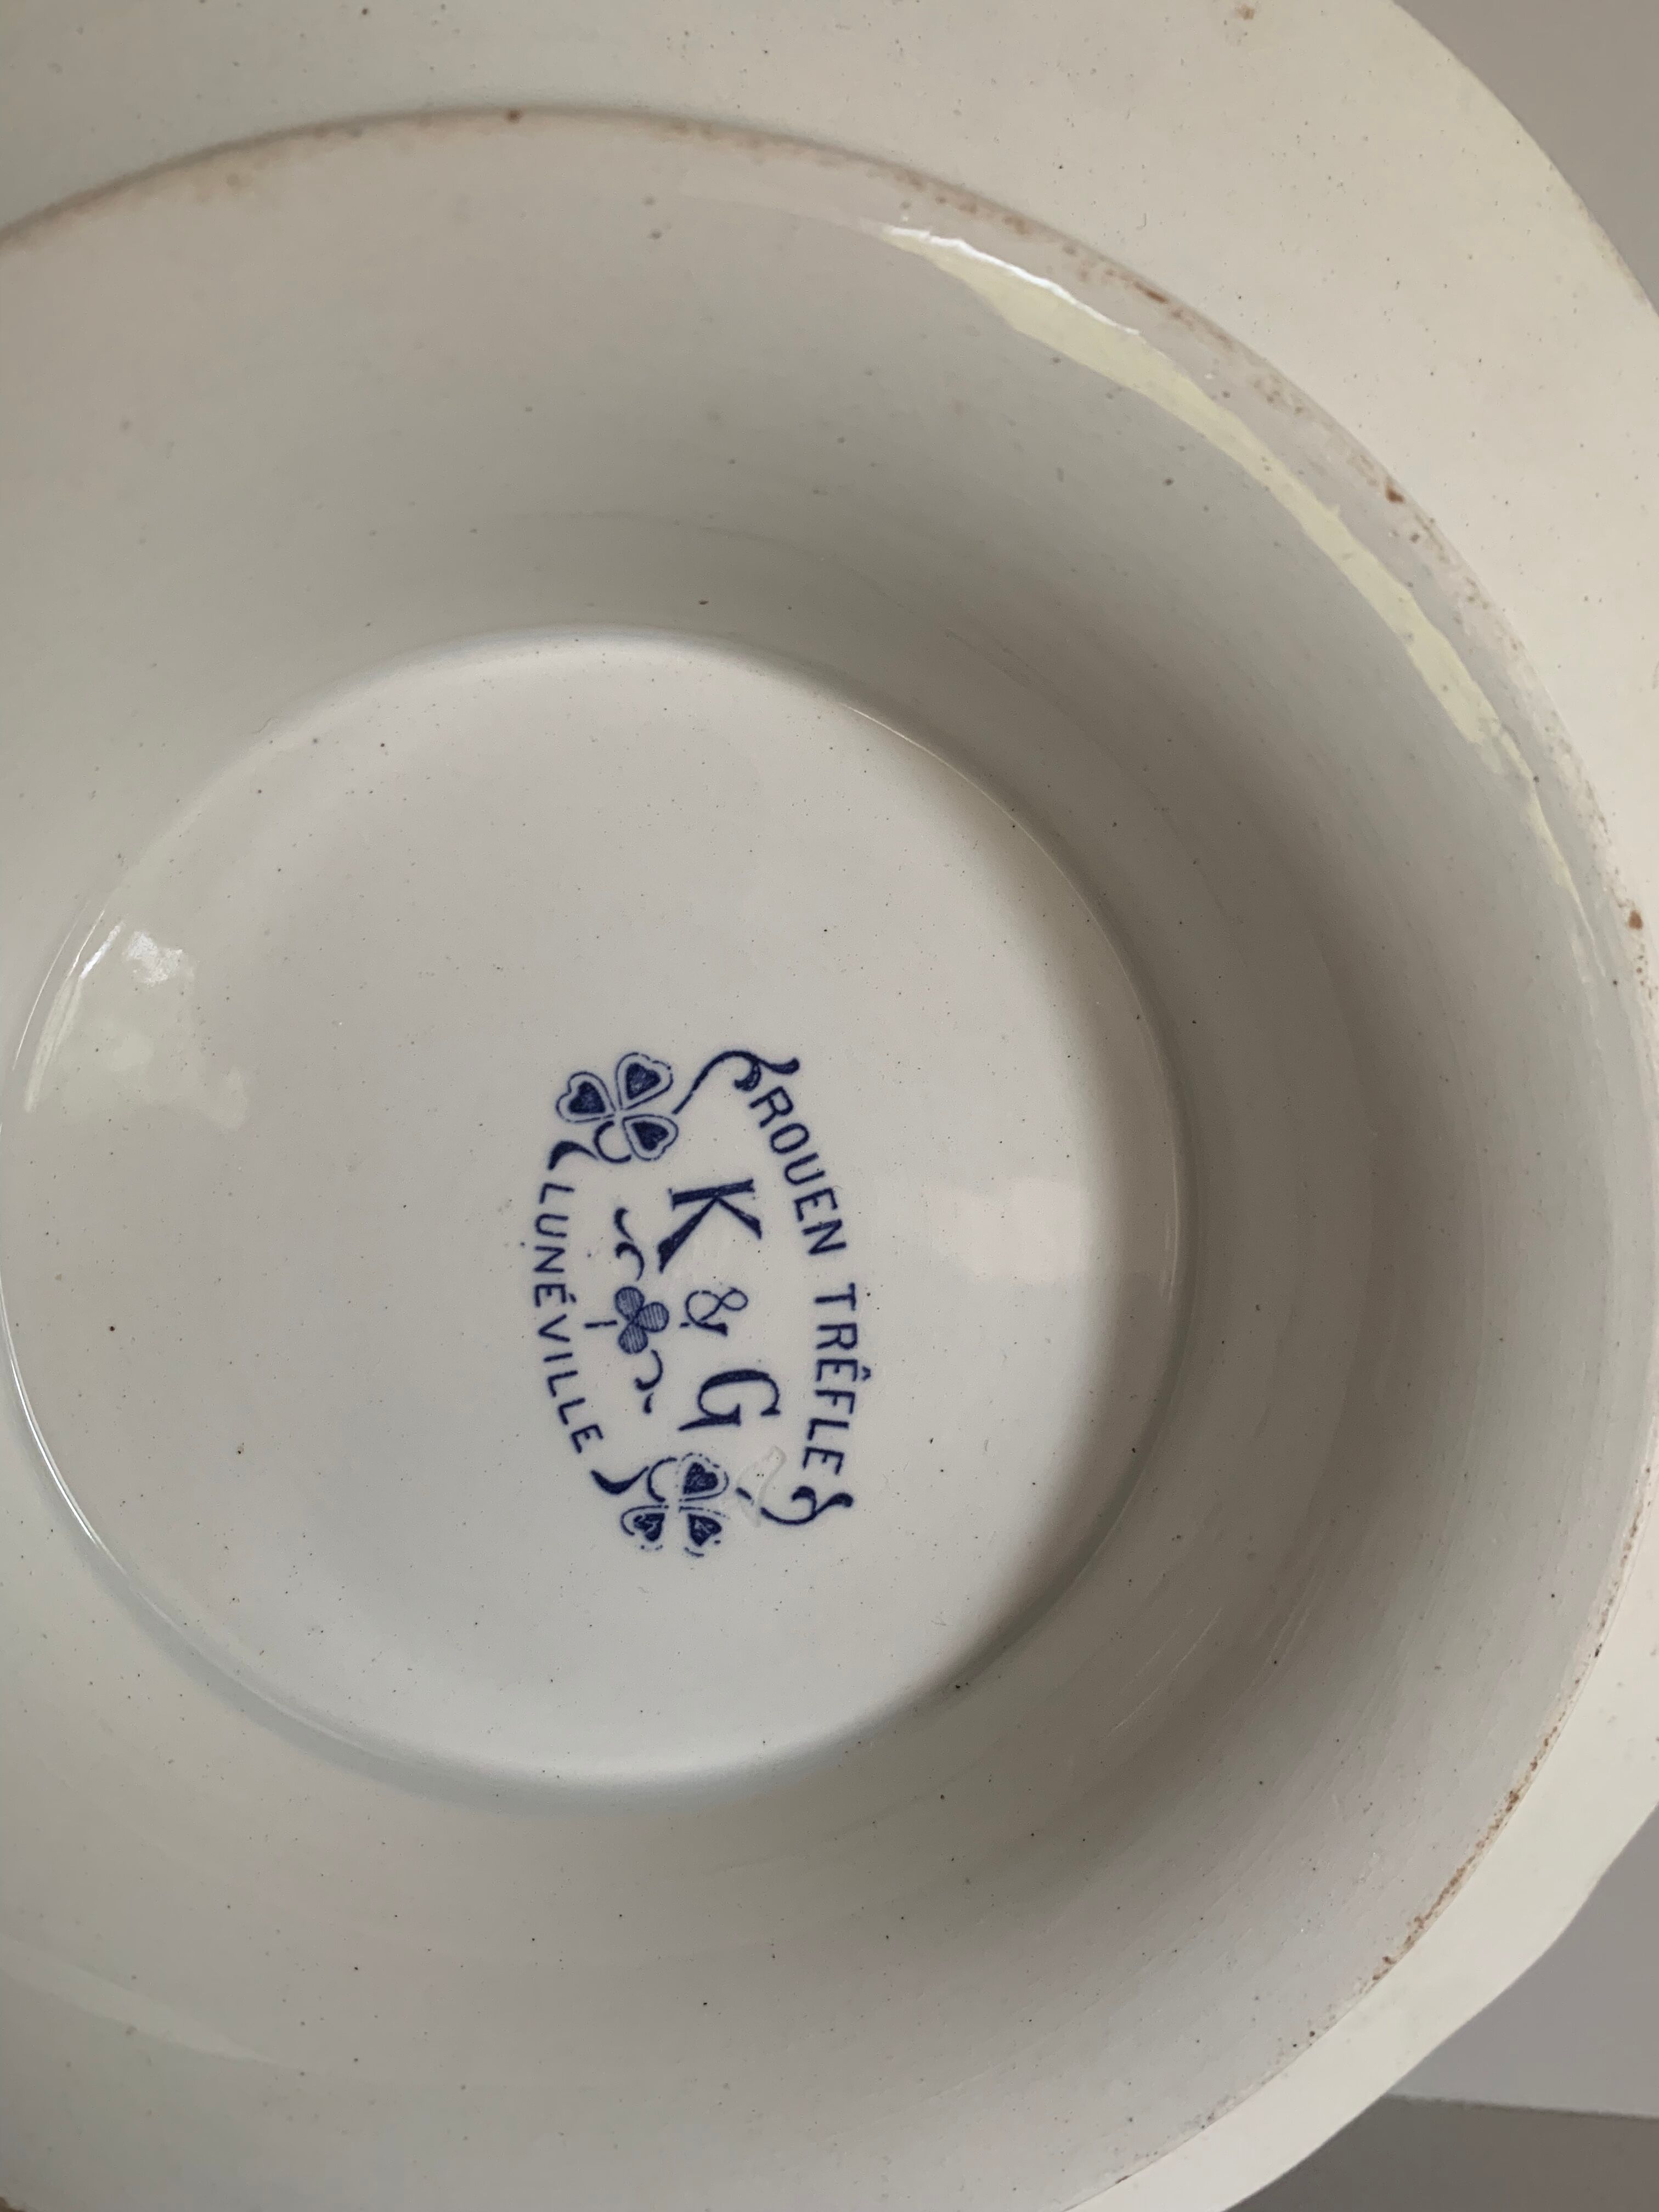 ROUEN TRÊFLE
K & G
LUNÉVILLE